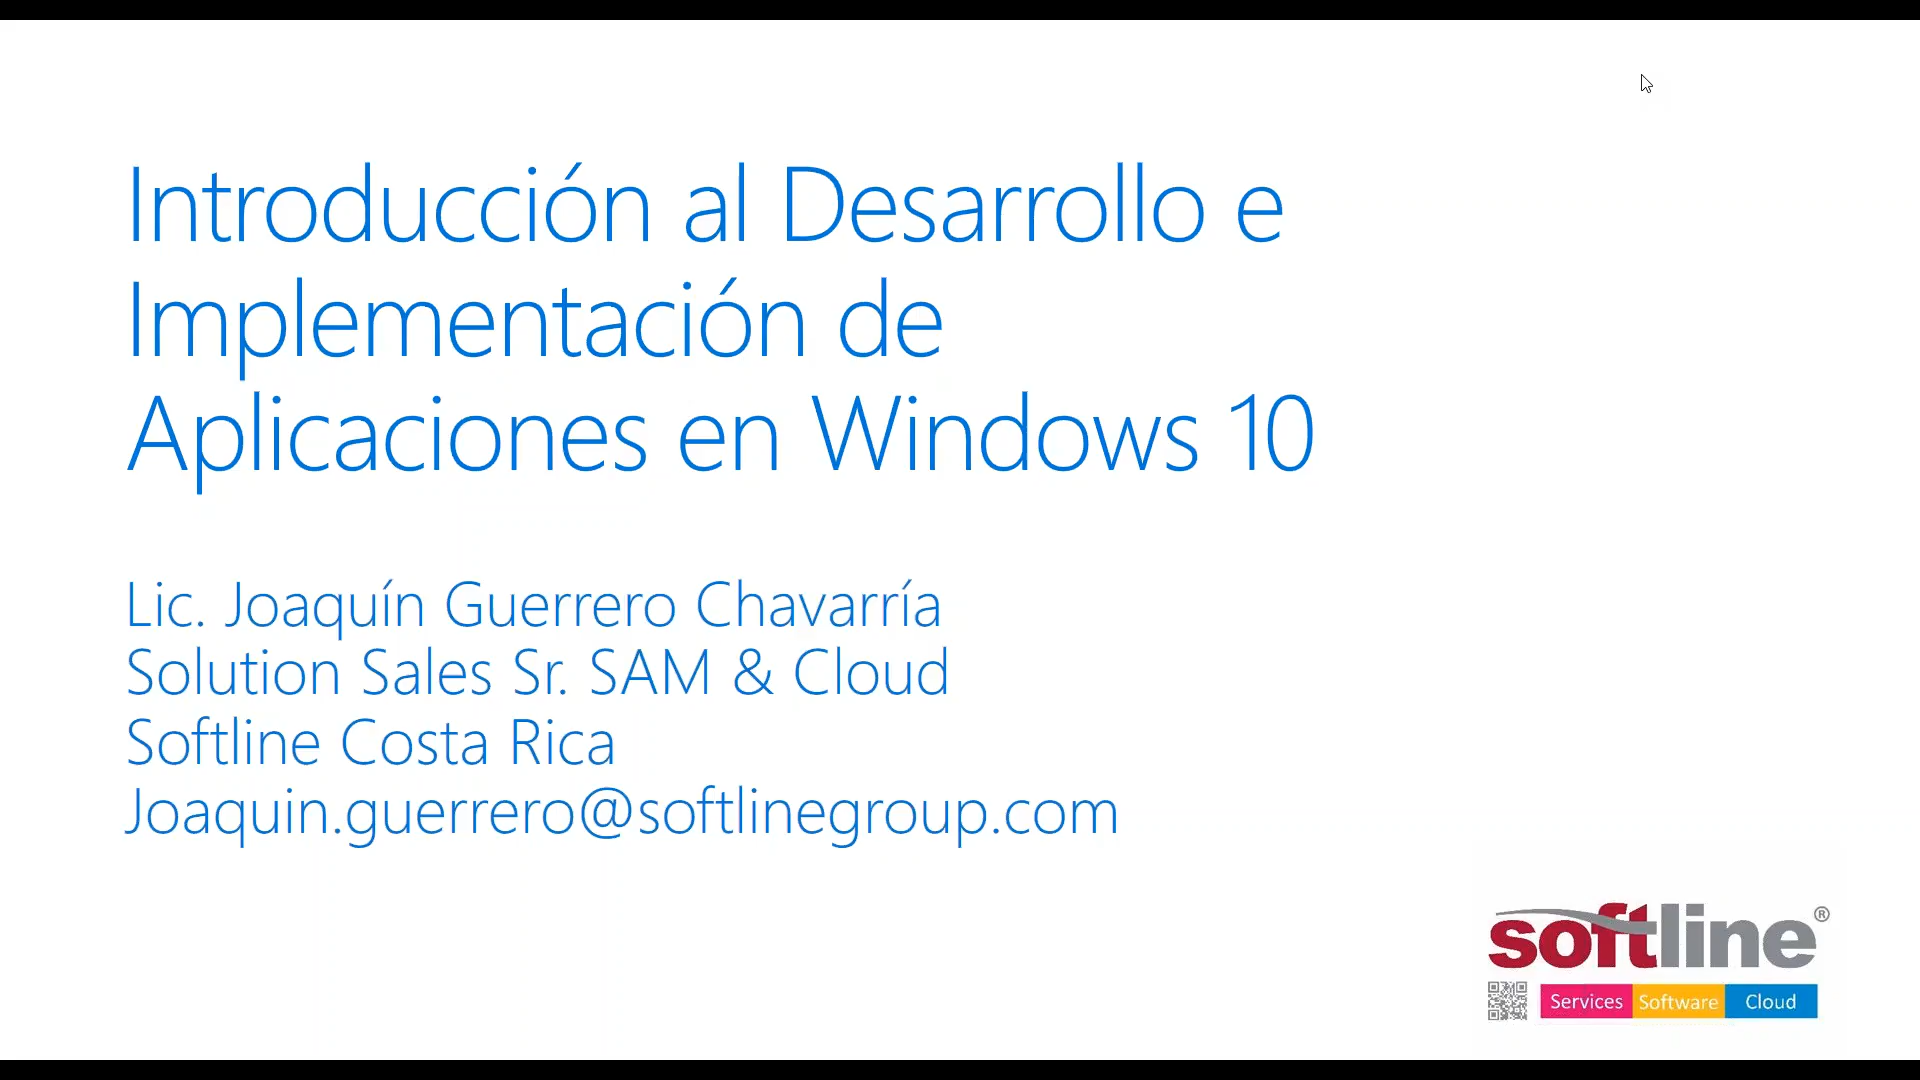 Introducción al Desarrollo e
Implementación de
Aplicaciones en Windows 10
Lic. Joaquín Guerrero Chavarría
Solution Sales Sr. SAM & Cloud
Softline Costa Rica
Joaquin.guerrero@softlinegroup.com
softline®
Services Software Cloud